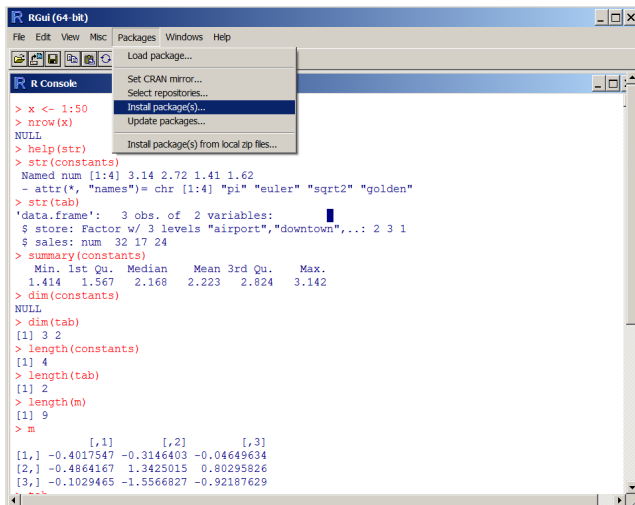 RGui (64-bit)
File Edit View Misc Packages Windows Help
Load package...
Set CRAN mirror...
Select repositories...
Install package(s)...
Update packages...
Install package(s) from local zip files...
R Console
> x <- 1:50
> nrow(x)
NULL
> help(str)
> str(constants)
 Named num [1:4] 3.14 2.72 1.41 1.62
 - attr(*, "names")= chr [1:4] "pi" "euler" "sqrt2" "golden"
> str(tab)
'data.frame':   3 obs. of  2 variables:
 $ store: Factor w/ 3 levels "airport","downtown",..: 2 3 1
 $ sales: num  32 17 24
> summary(constants)
   Min. 1st Qu.  Median    Mean 3rd Qu.    Max.
  1.414   1.567   2.168   2.223   2.824   3.142
> dim(constants)
NULL
> dim(tab)
[1] 3 2
> length(constants)
[1] 4
> length(tab)
[1] 2
> length(m)
[1] 9
> m
           [,1]       [,2]        [,3]
[1,] -0.4017547 -0.3146403 -0.04649634
[2,] -0.4864167  1.3425015  0.80295826
[3,] -0.1029465 -1.5566827 -0.92187629